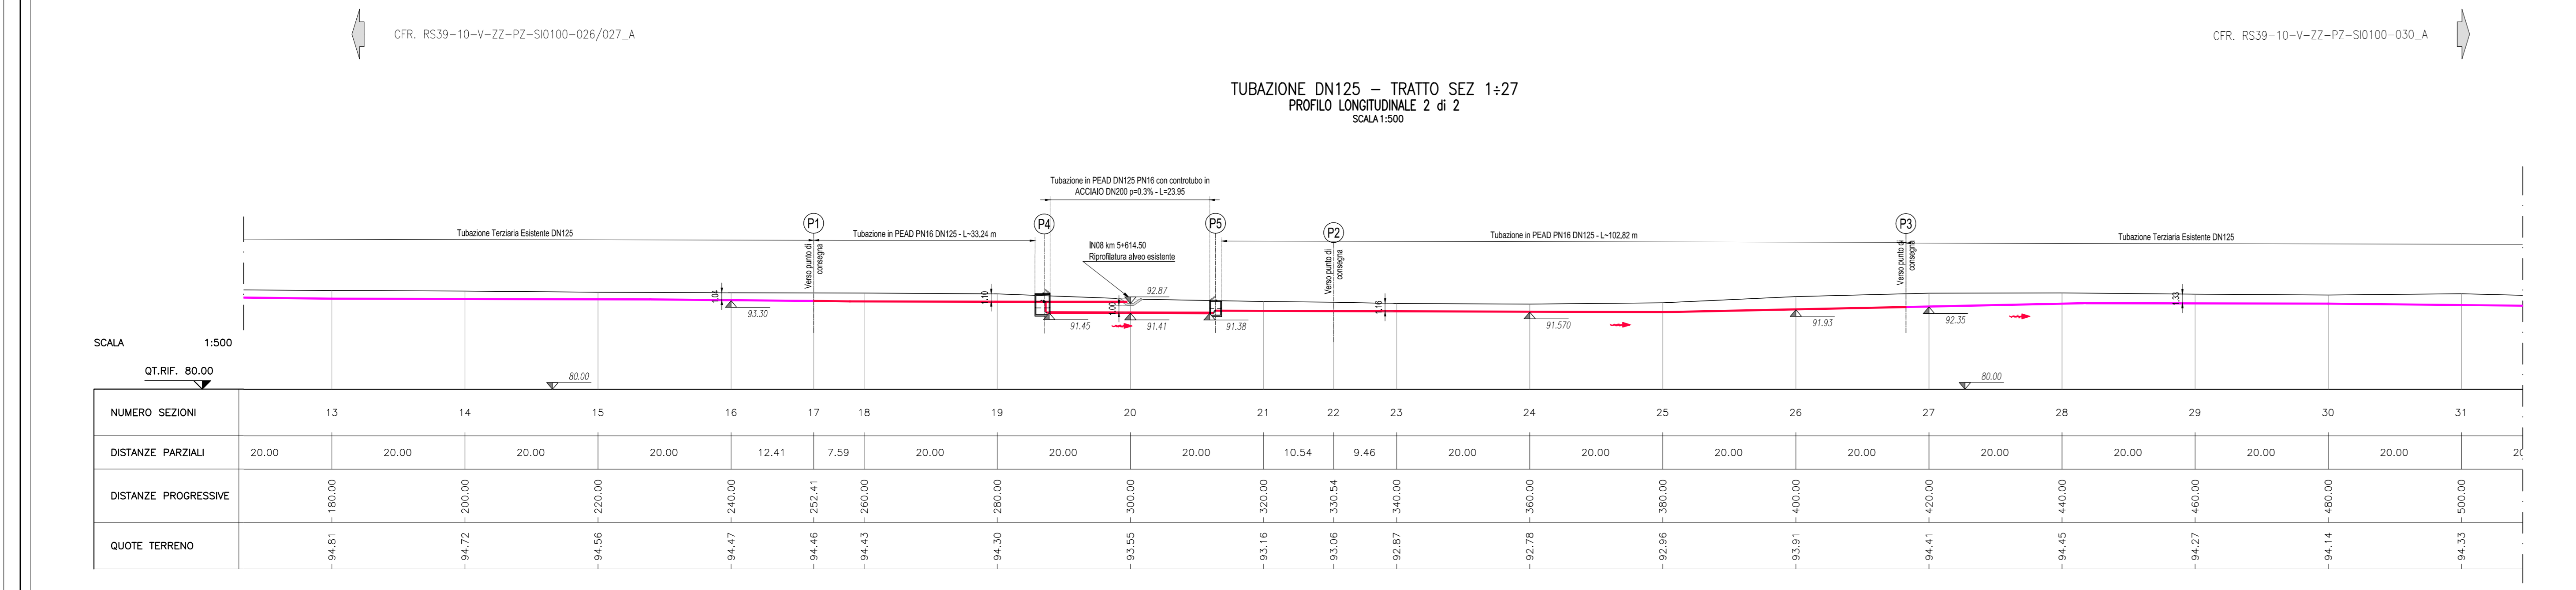 CFR. RS39-10-V-ZZ-PZ-SI0100-026/027_A
CFR. RS39-10-V-ZZ-PZ-SI0100-030_A
TUBAZIONE DN125 - TRATTO SEZ 1÷27
PROFILO LONGITUDINALE 2 di 2
SCALA 1:500
Tubazione in PEAD DN125 PN16 con controtubo in
ACCIAIO DN200 p=0.3% - L=23.95
P1
P4
P5
P2
P3
Tubazione Terziaria Esistente DN125
Tubazione in PEAD PN16 DN125 - L~33,24 m
Tubazione in PEAD PN16 DN125 - L~102,82 m
Tubazione Terziaria Esistente DN125
IN08 km 5+614.50
Riprofilatura alveo esistente
Verso punto di
consegna
Verso punto di
consegna
Verso punto di
consegna
1,04
1,10
1,00
1,16
1,33
92.87
93.30
91.45
91.41
91.38
91.570
91.93
92.35
SCALA 1:500
QT.RIF. 80.00
80.00
80.00
NUMERO SEZIONI 13 14 15 16 17 18 19 20 21 22 23 24 25 26 27 28 29 30 31
DISTANZE PARZIALI 20.00 20.00 20.00 20.00 12.41 7.59 20.00 20.00 20.00 10.54 9.46 20.00 20.00 20.00 20.00 20.00 20.00 20.00 20.00 20
DISTANZE PROGRESSIVE 180.00 200.00 220.00 240.00 252.41 260.00 280.00 300.00 320.00 330.54 340.00 360.00 380.00 400.00 420.00 440.00 460.00 480.00 500.00
QUOTE TERRENO 94.81 94.72 94.56 94.47 94.46 94.43 94.30 93.55 93.16 93.06 92.87 92.78 92.96 93.91 94.41 94.45 94.27 94.14 94.33